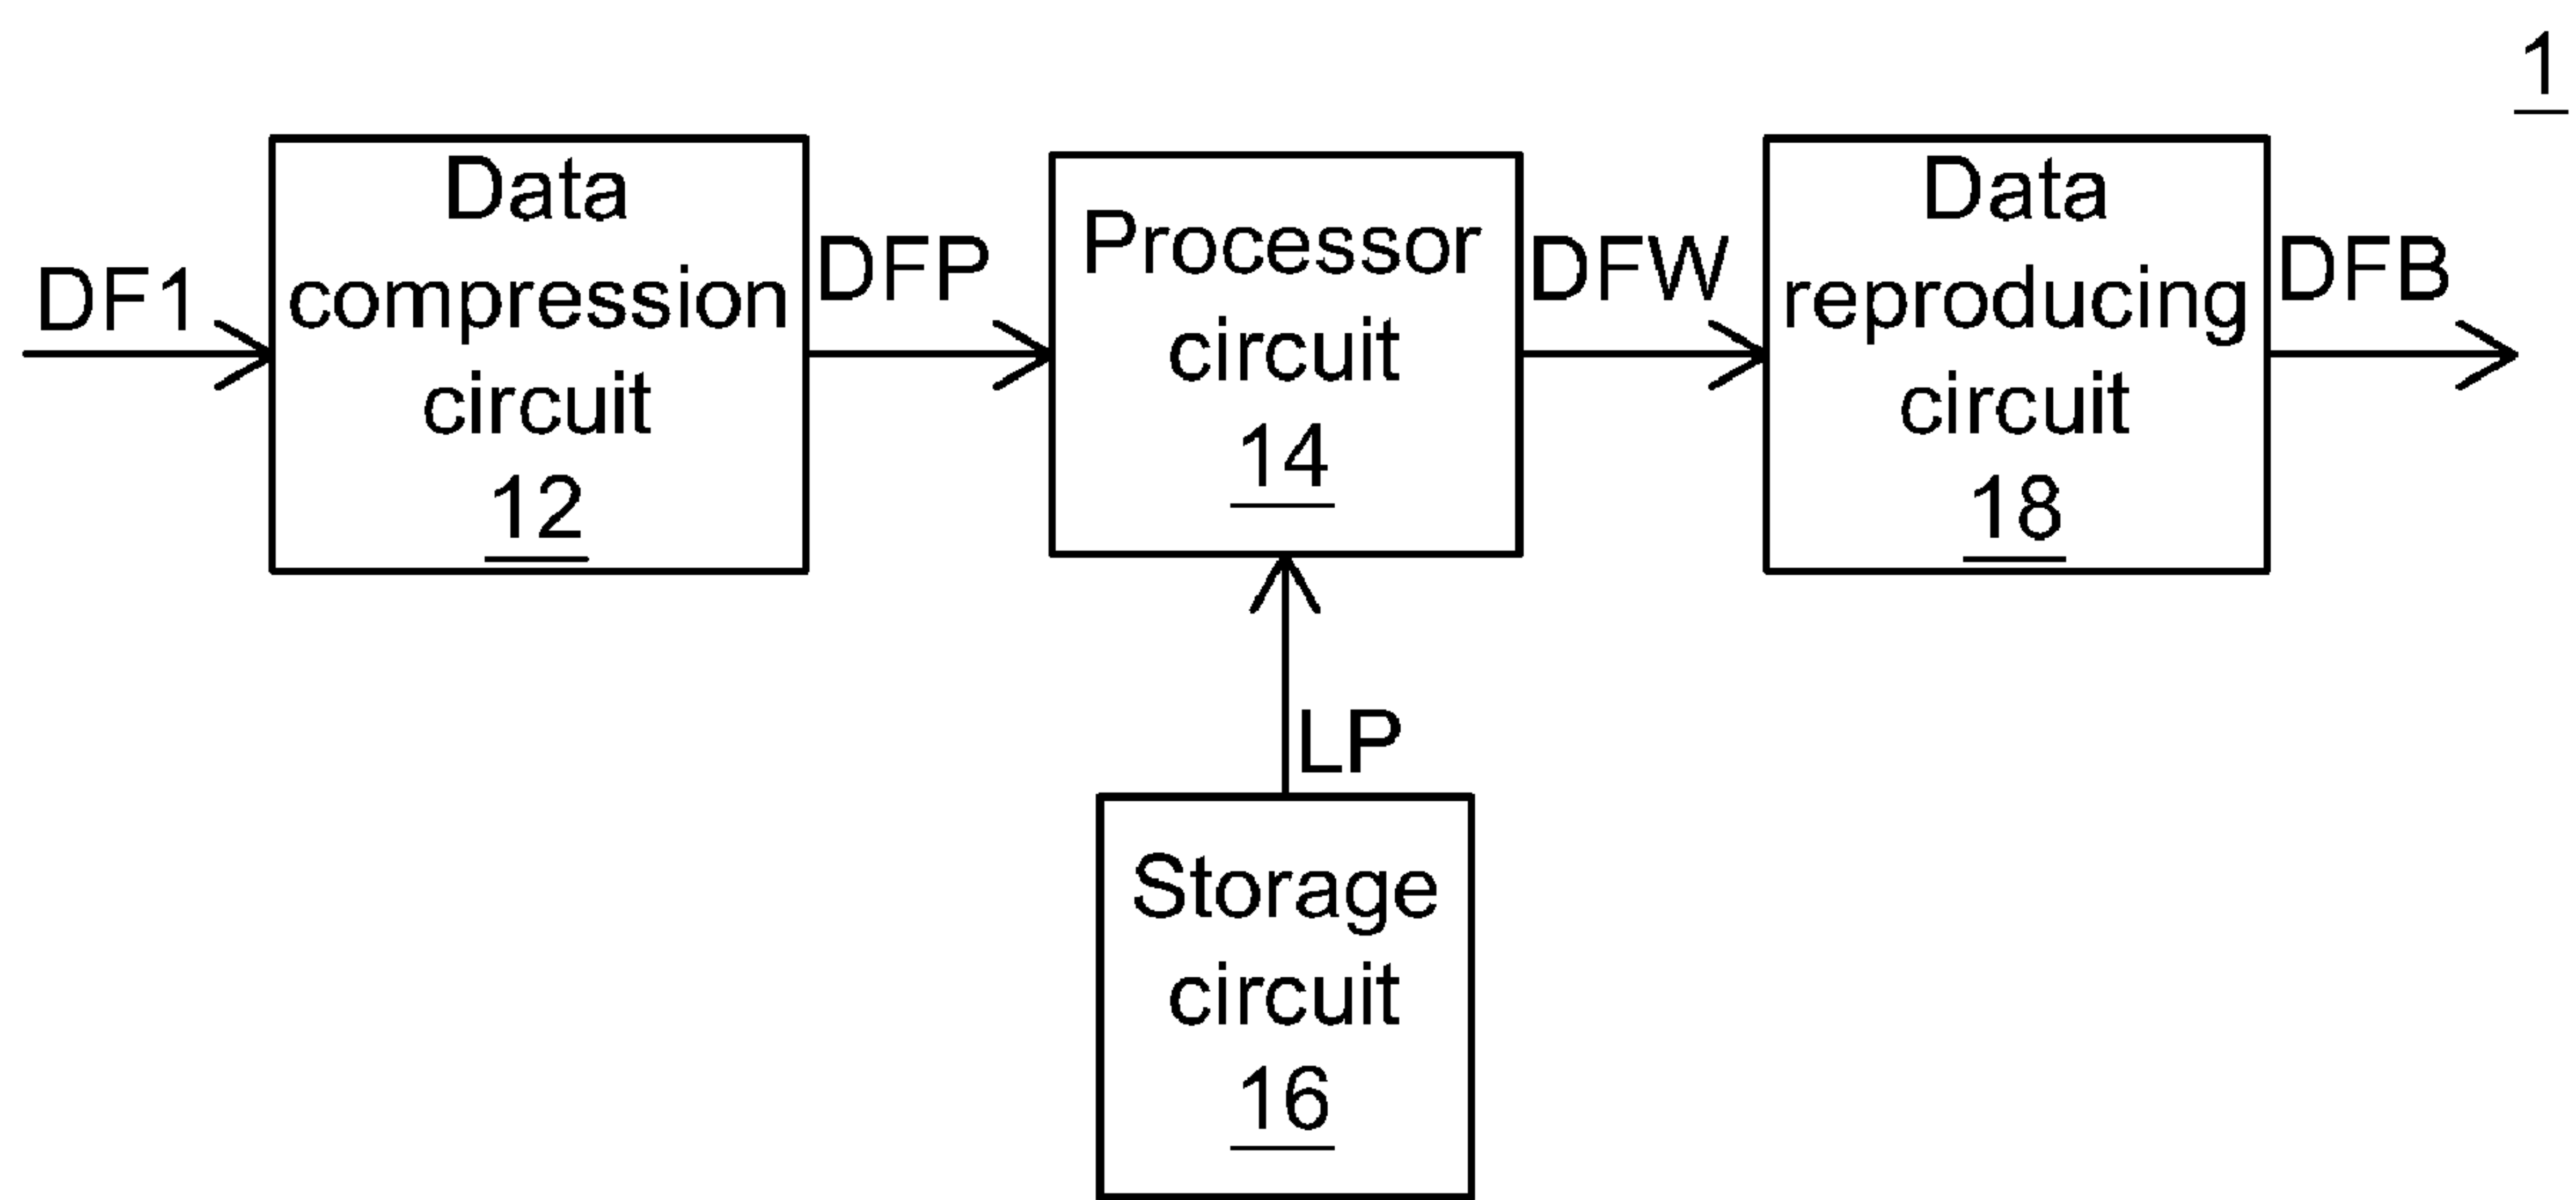 1
DF1
Data
compression
circuit
12
DFP
Processor
circuit
14
DFW
Data
reproducing
circuit
18
DFB
LP
Storage
circuit
16